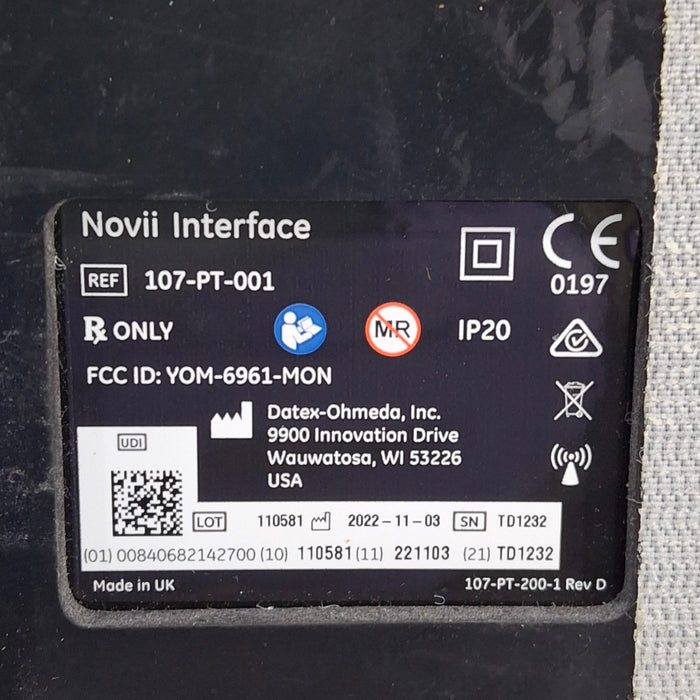 Novii Interface
CE
0197
REF 107-PT-001
Rx ONLY
MR
IP20
FCC ID: YOM-6961-MON
Datex-Ohmeda, Inc.
9900 Innovation Drive
Wauwatosa, WI 53226
USA
UDI
LOT 110581 2022-11-03 SN TD1232
(01) 00840682142700 (10) 110581 (11) 221103 (21) TD1232
Made in UK
107-PT-200-1 Rev D